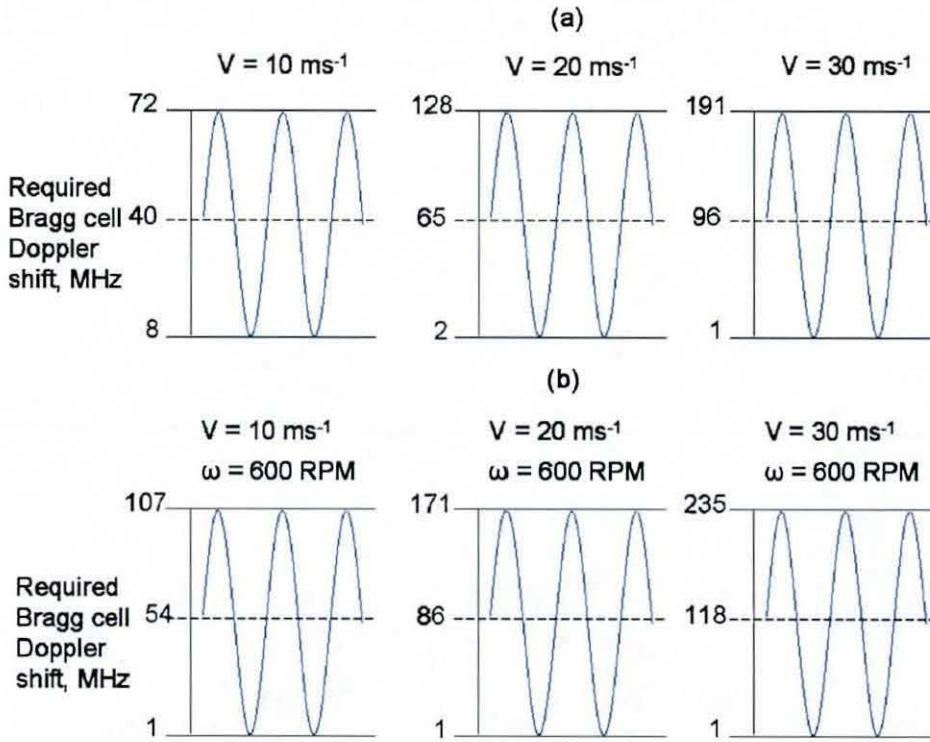 (a)
V = 10 ms-1
V = 20 ms-1
V = 30 ms-1
72
128
191
Required
Bragg cell
Doppler
shift, MHz
40
65
96
8
2
1
(b)
V = 10 ms-1
ω = 600 RPM
V = 20 ms-1
ω = 600 RPM
V = 30 ms-1
ω = 600 RPM
107
171
235
Required
Bragg cell
Doppler
shift, MHz
54
86
118
1
1
1